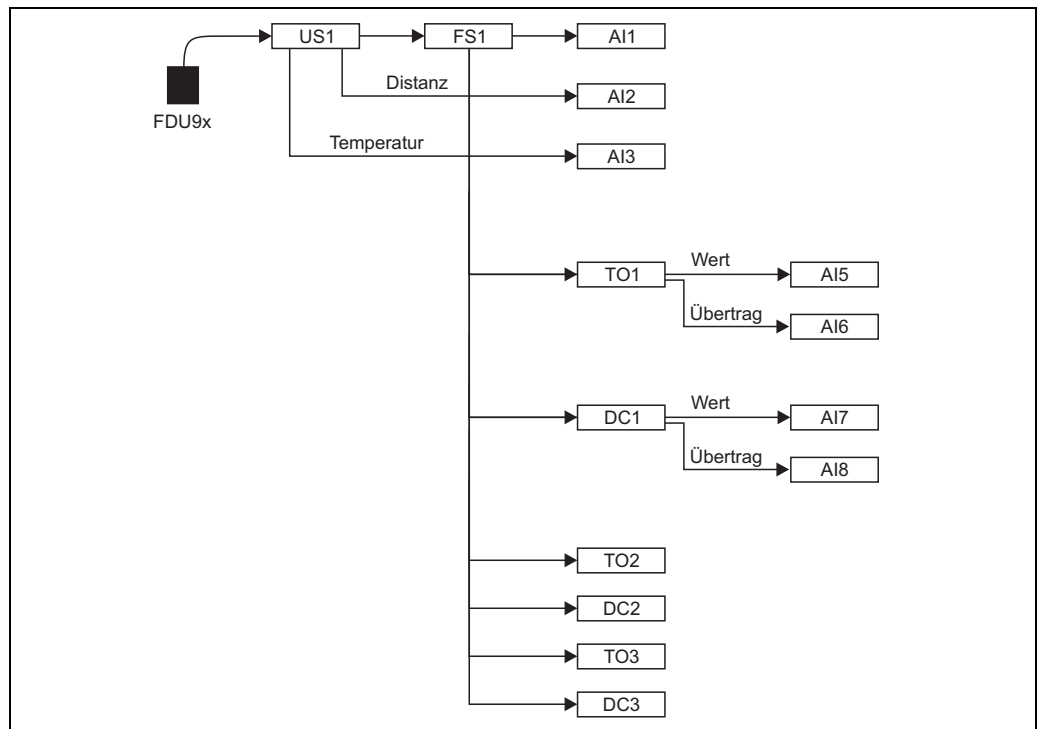 US1 FS1 AI1
Distanz AI2
FDU9x
Temperatur AI3
Wert
TO1 AI5
Übertrag AI6
Wert
DC1 AI7
Übertrag AI8
TO2
DC2
TO3
DC3